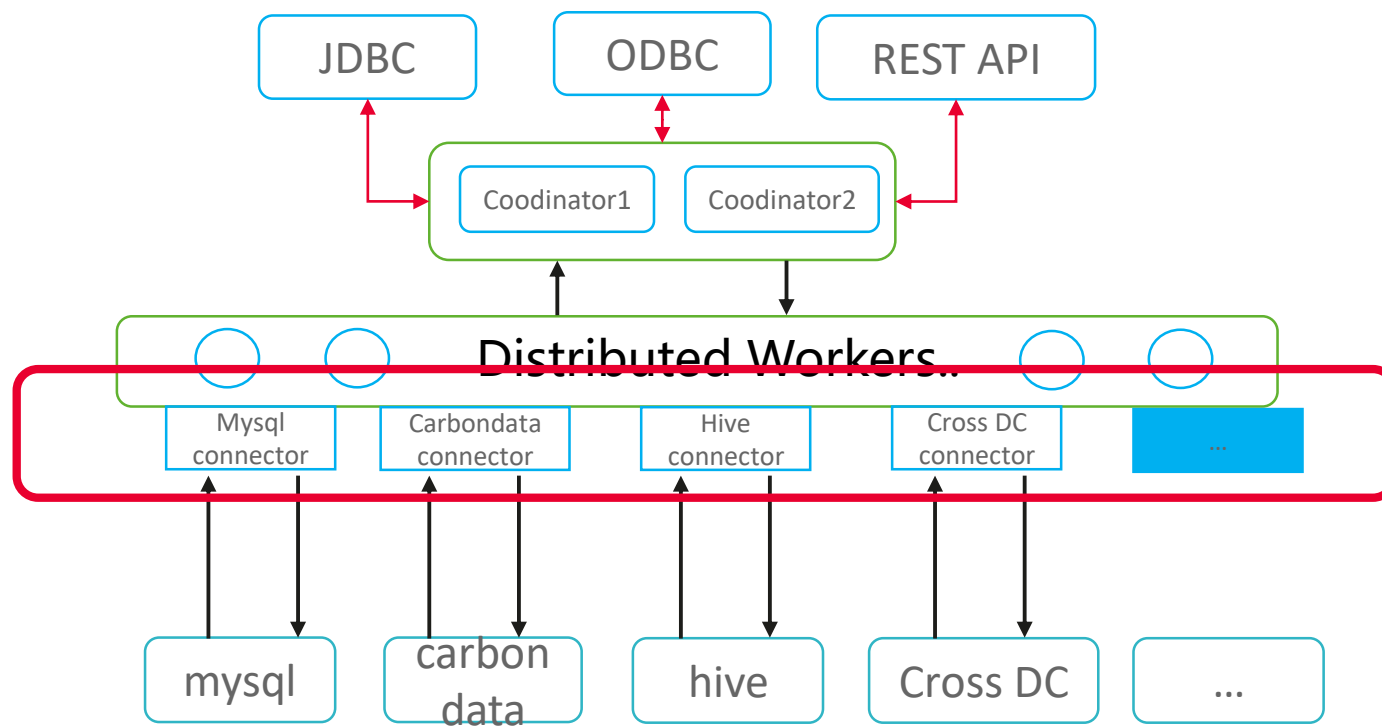 JDBC
ODBC
REST API
Coodinator1
Coodinator2
Distributed Workers..
Mysql
connector
Carbondata
connector
Hive
connector
Cross DC
connector
...
mysql
carbon
data
hive
Cross DC
...